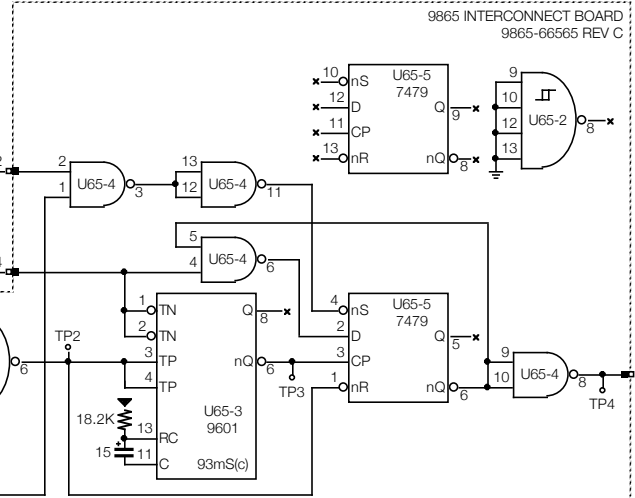 9865 INTERCONNECT BOARD
9865-66565 REV C
10 nS U65-5 7479
12 D Q 9
11 CP
13 nR nQ 8
9
10
12
13
U65-2
8
2
1
U65-4
3
13
12
U65-4
11
5
4
U65-4
6
1 TN Q 8
2 TN
3 TP nQ 6
4 TP
U65-3
9601
13 RC
11 C
93mS(c)
18.2K
15
+
TP2
6
TP3
4 nS U65-5 7479
2 D Q 5
3 CP
1 nR nQ 6
9
10
U65-4
8
TP4